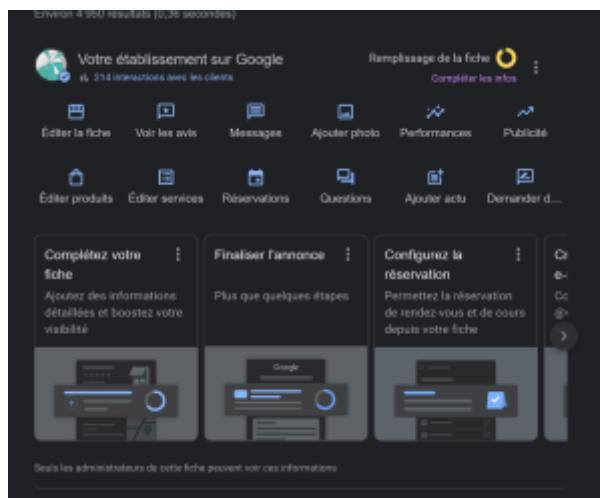 Environ 4 950 résultats (0,36 secondes)
Votre établissement sur Google
214 interactions avec les clients
Remplissage de la fiche
Compléter les infos
Éditer la fiche
Voir les avis
Messages
Ajouter photo
Performances
Publicité
Éditer produits
Éditer services
Réservations
Questions
Ajouter actu
Demander d...
Complétez votre
fiche
Ajoutez des informations
détaillées et boostez votre
visibilité
Finaliser l'annonce
Plus que quelques étapes
Google
Configurez la
réservation
Permettez la réservation
de rendez-vous et de cours
depuis votre fiche
Seuls les administrateurs de cette fiche peuvent voir ces informations